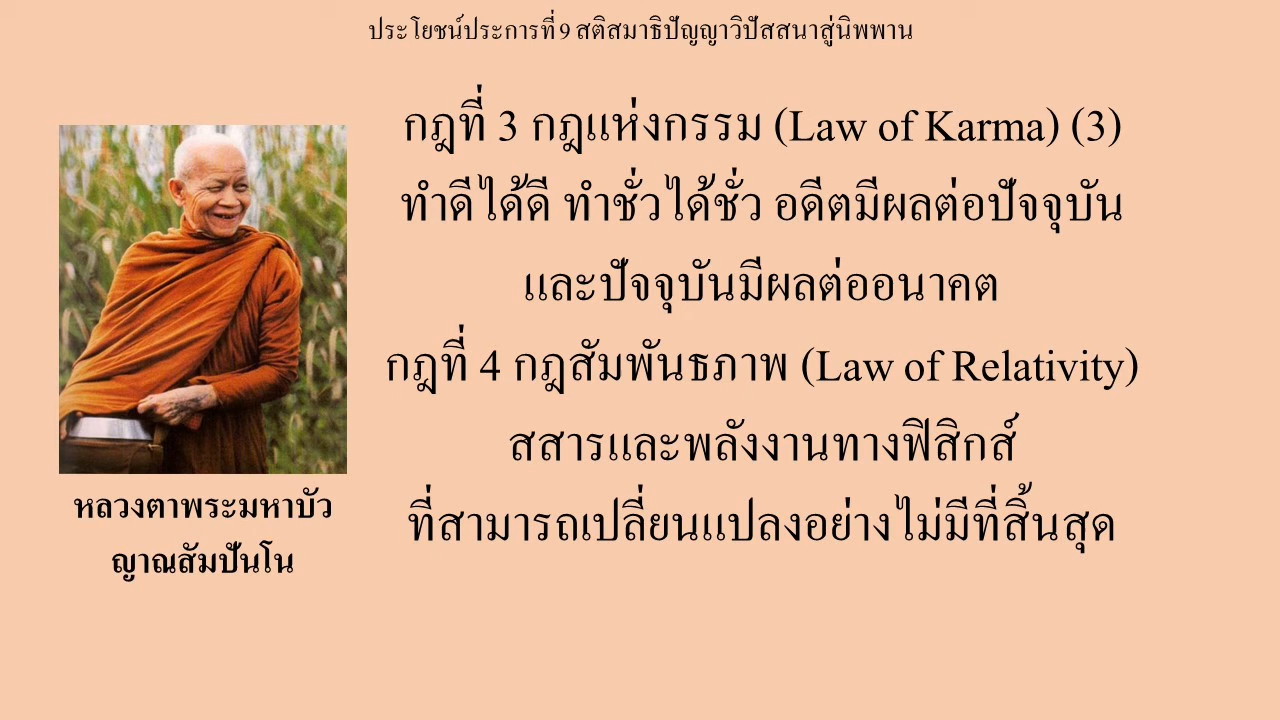 ประโยชน์ประการที่ 9 สติสมาธิปัญญาวิปัสสนาสู่นิพพาน
กฎที่ 3 กฎแห่งกรรม (Law of Karma) (3)
ทำดีได้ดี ทำชั่วได้ชั่ว อดีตมีผลต่อปัจจุบัน
และปัจจุบันมีผลต่ออนาคต
กฎที่ 4 กฎสัมพันธภาพ (Law of Relativity)
สสารและพลังงานทางฟิสิกส์
ที่สามารถเปลี่ยนแปลงอย่างไม่มีที่สิ้นสุด
หลวงตาพระมหาบัว
ญาณสัมปันโน